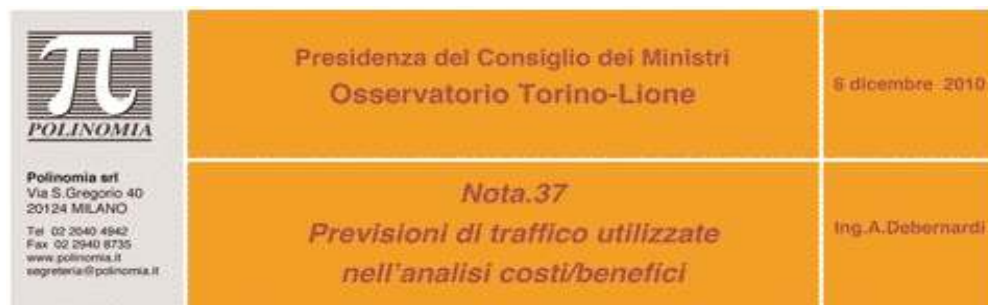 π
POLINOMIA
Polinomia srl
Via S.Gregorio 40
20124 MILANO
Tel 02 2040 4942
Fax 02 2940 8735
www.polinomia.it
segreteria@polinomia.it
Presidenza del Consiglio dei Ministri
Osservatorio Torino-Lione
6 dicembre 2010
Nota.37
Previsioni di traffico utilizzate
nell'analisi costi/benefici
Ing.A.Debernardi